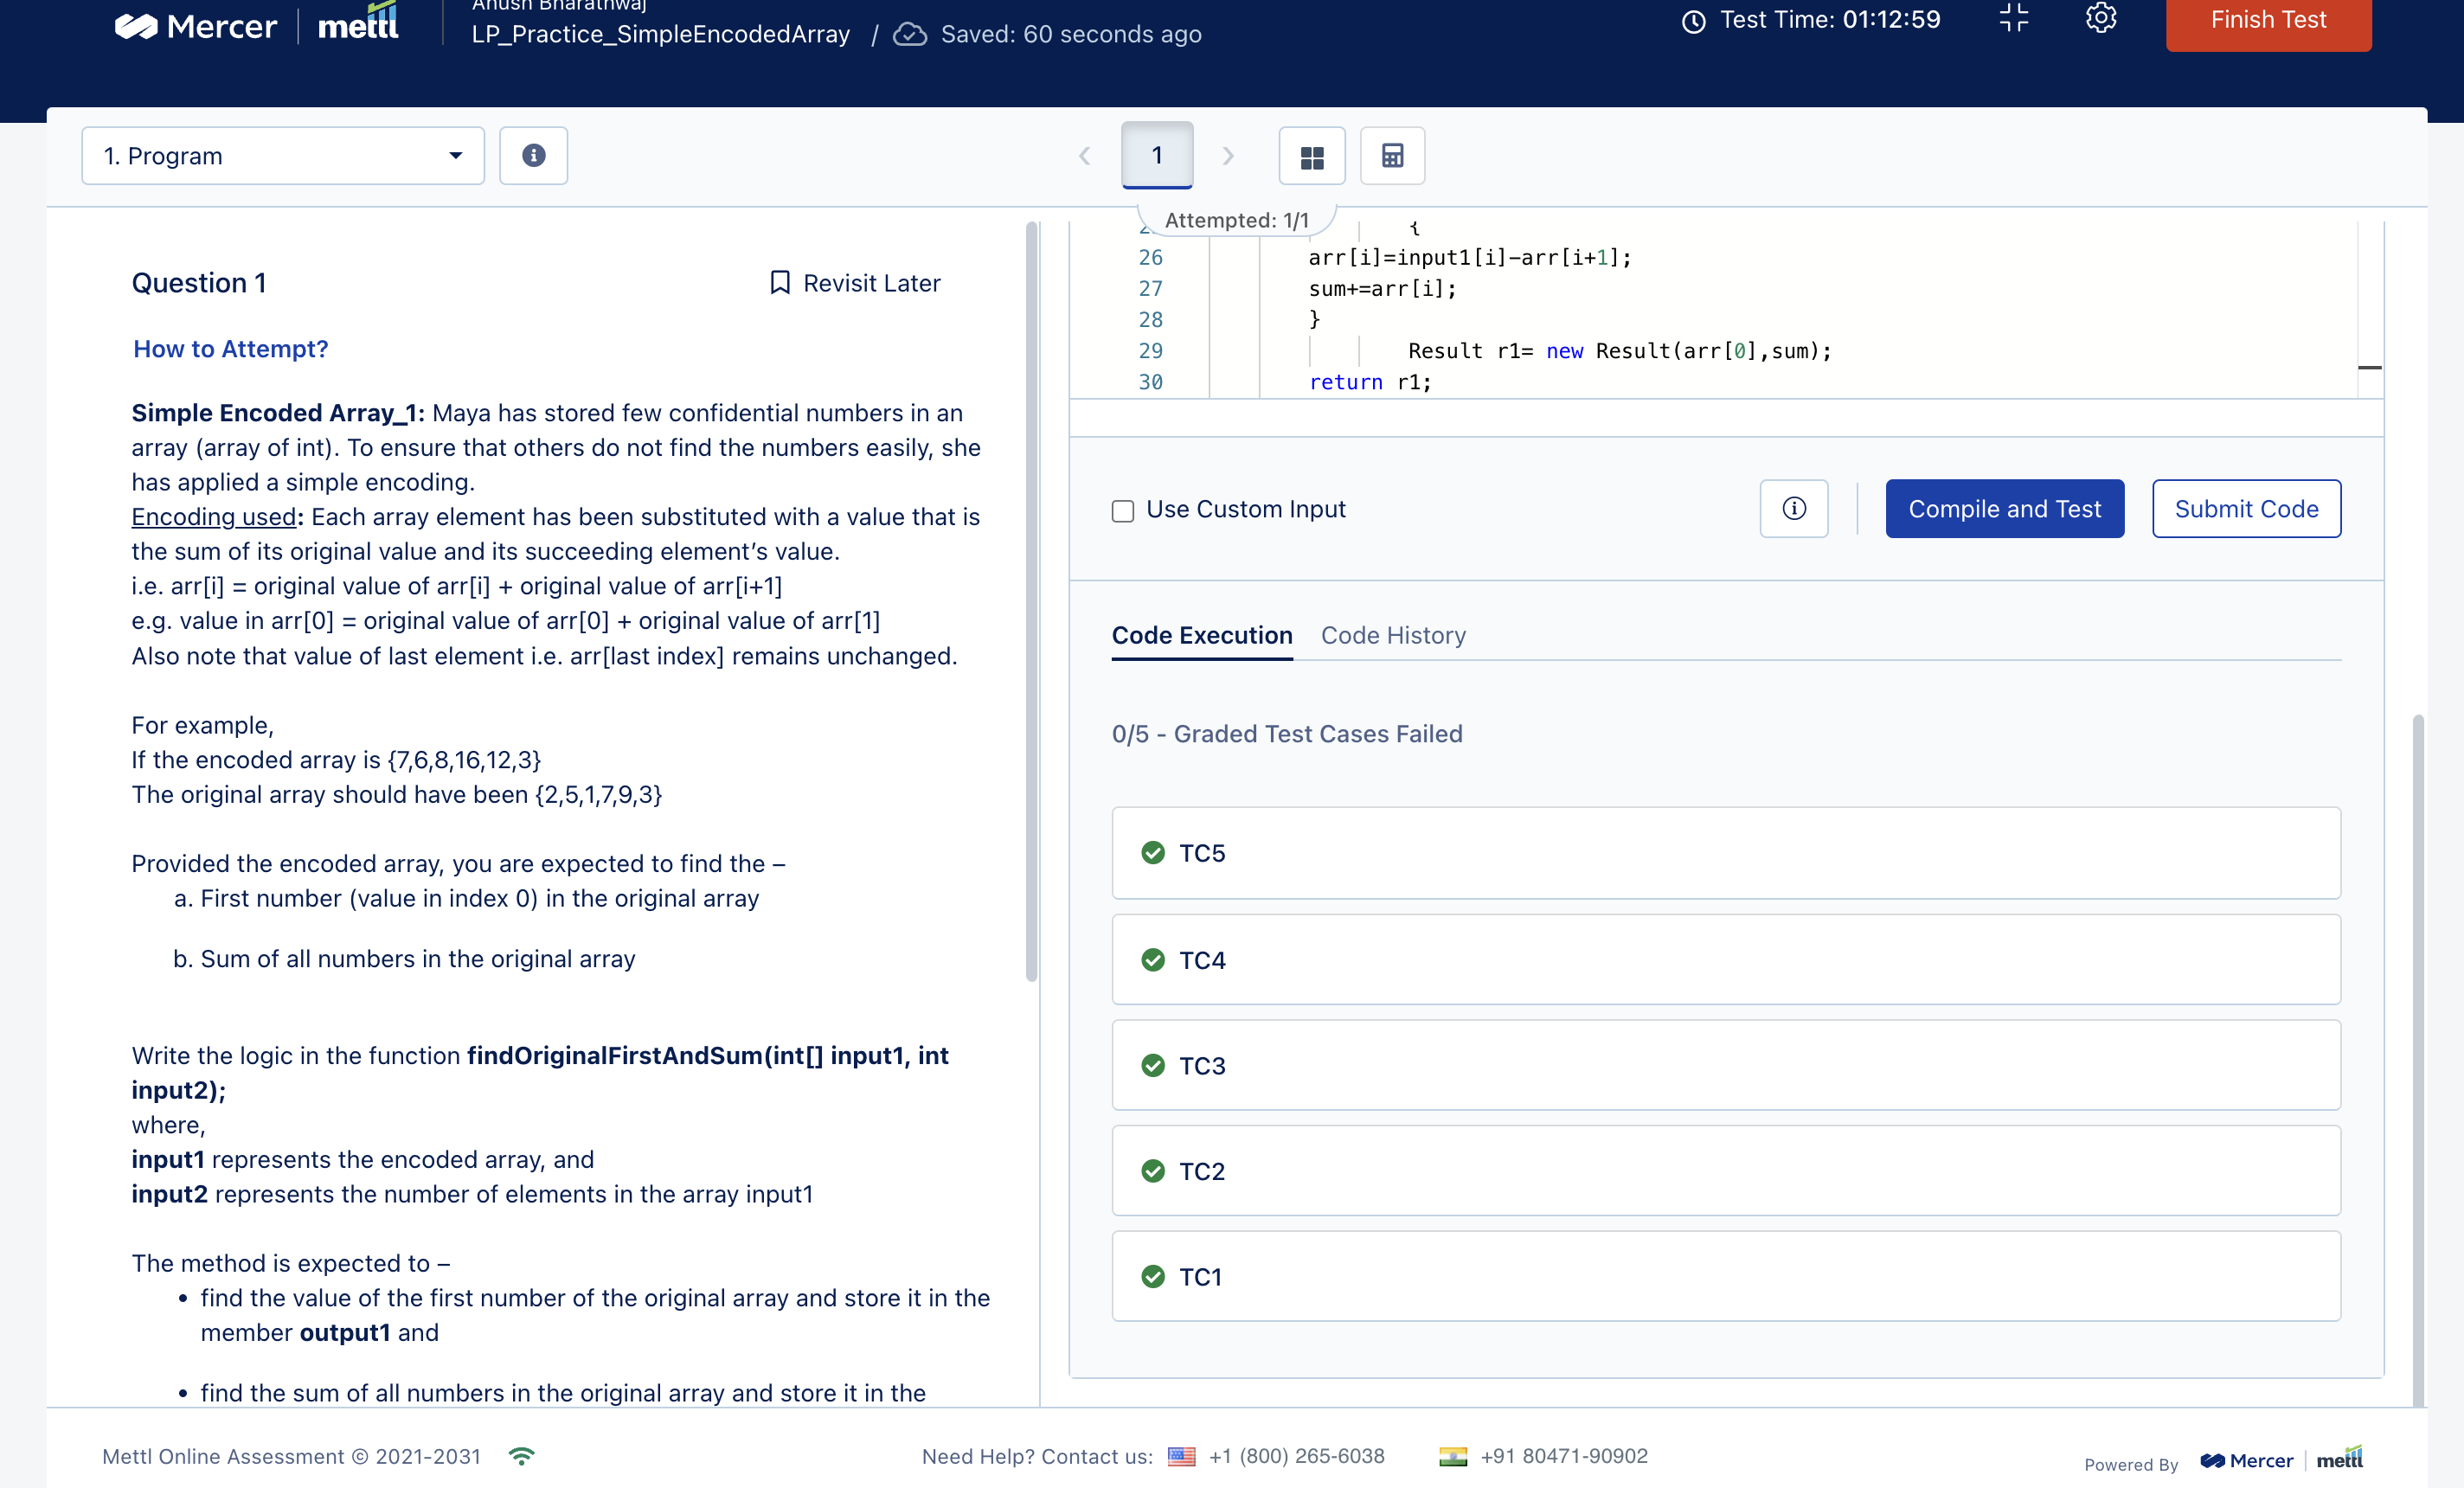 Mercer mettl
Anush Bharathwaj
LP_Practice_SimpleEncodedArray / Saved: 60 seconds ago
Test Time: 01:12:59
Finish Test
1. Program
1
Attempted: 1/1
Question 1
Revisit Later
How to Attempt?
Simple Encoded Array_1: Maya has stored few confidential numbers in an
array (array of int). To ensure that others do not find the numbers easily, she
has applied a simple encoding.
Encoding used: Each array element has been substituted with a value that is
the sum of its original value and its succeeding element's value.
i.e. arr[i] = original value of arr[i] + original value of arr[i+1]
e.g. value in arr[0] = original value of arr[0] + original value of arr[1]
Also note that value of last element i.e. arr[last index] remains unchanged.
For example,
If the encoded array is {7,6,8,16,12,3}
The original array should have been {2,5,1,7,9,3}
Provided the encoded array, you are expected to find the –
a. First number (value in index 0) in the original array
b. Sum of all numbers in the original array
Write the logic in the function findOriginalFirstAndSum(int[] input1, int
input2);
where,
input1 represents the encoded array, and
input2 represents the number of elements in the array input1
The method is expected to –
• find the value of the first number of the original array and store it in the
member output1 and
• find the sum of all numbers in the original array and store it in the
{
26 arr[i]=input1[i]-arr[i+1];
27 sum+=arr[i];
28 }
29 Result r1= new Result(arr[0],sum);
30 return r1;
Use Custom Input
Compile and Test
Submit Code
Code Execution
Code History
0/5 - Graded Test Cases Failed
TC5
TC4
TC3
TC2
TC1
Mettl Online Assessment © 2021-2031
Need Help? Contact us: +1 (800) 265-6038 +91 80471-90902
Powered By Mercer mettl